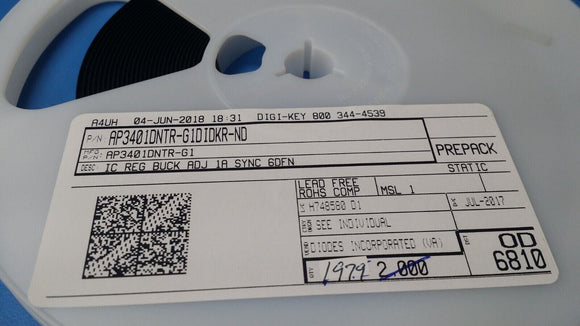 A4UH 04-JUN-2018 18:31 DIGI-KEY 800 344-4539
P/N AP3401DNTR-G1DIDKR-ND
MFG P/N: AP3401DNTR-G1
PREPACK
DESC: IC REG BUCK ADJ 1A SYNC 6DFN
STATIC
LEAD FREE
ROHS COMP
MSL 1
H748560 D1
JUL-2017
SEE INDIVIDUAL
DIODES INCORPORATED (VA)
QTY 1979 2,000
OD
6810